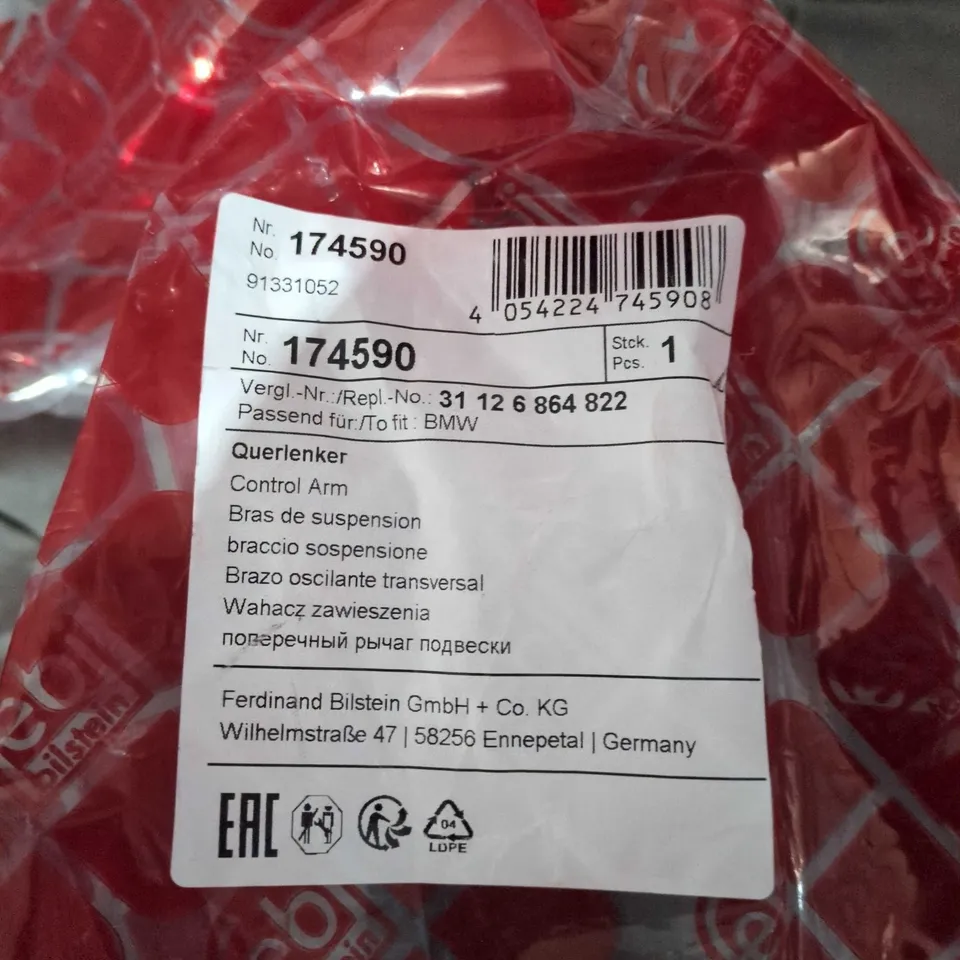 Nr.
No. 174590
91331052
4 054224 745908
Nr.
No. 174590
Stck.
Pcs. 1
Vergl.-Nr.:/Repl.-No.: 31 12 6 864 822
Passend für:/To fit : BMW
Querlenker
Control Arm
Bras de suspension
braccio sospensione
Brazo oscilante transversal
Wahacz zawieszenia
поперечный рычаг подвески
Ferdinand Bilstein GmbH + Co. KG
Wilhelmstraße 47 | 58256 Ennepetal | Germany
EAC
04
LDPE
bilstein